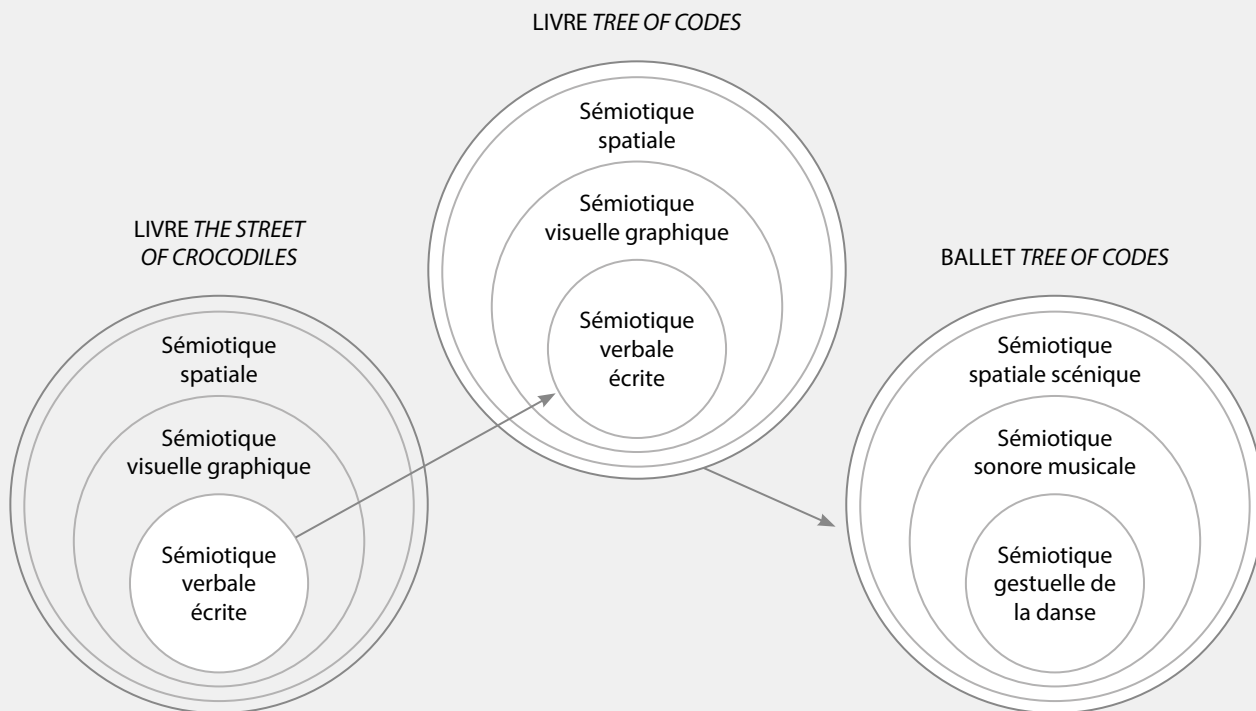 LIVRE TREE OF CODES
Sémiotique
spatiale
Sémiotique
visuelle graphique
Sémiotique
verbale
écrite
LIVRE THE STREET
OF CROCODILES
Sémiotique
spatiale
Sémiotique
visuelle graphique
Sémiotique
verbale
écrite
BALLET TREE OF CODES
Sémiotique
spatiale scénique
Sémiotique
sonore musicale
Sémiotique
gestuelle de
la danse